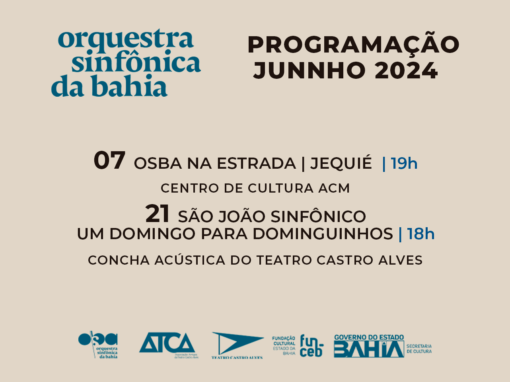 orquestra
sinfônica
da bahia
PROGRAMAÇÃO
JUNNHO 2024
07 OSBA NA ESTRADA | JEQUIÉ | 19h
CENTRO DE CULTURA ACM
21 SÃO JOÃO SINFÔNICO
UM DOMINGO PARA DOMINGUINHOS | 18h
CONCHA ACÚSTICA DO TEATRO CASTRO ALVES
orquestra
sinfônica
da bahia
ATCA
TEATRO CASTRO ALVES
FUNDAÇÃO
CULTURAL
ESTADO DA
BAHIA
fun
ceb
GOVERNO DO ESTADO
BAHIA
SECRETARIA
DE CULTURA